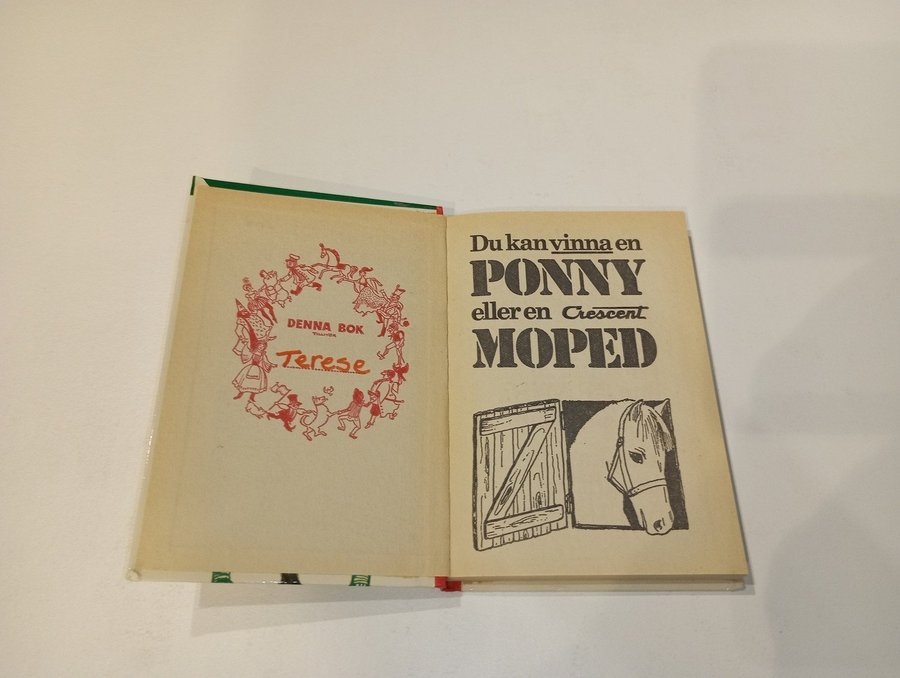 DENNA BOK
TILLHÖR
Terese
Du kan vinna en
PONNY
eller en Crescent
MOPED